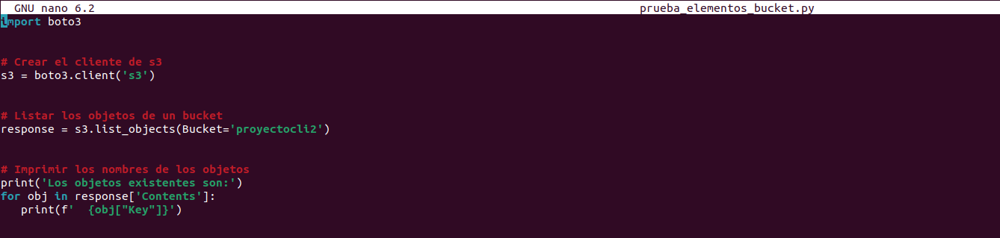 GNU nano 6.2 prueba_elementos_bucket.py
import boto3
# Crear el cliente de s3
s3 = boto3.client('s3')
# Listar los objetos de un bucket
response = s3.list_objects(Bucket='proyectocli2')
# Imprimir los nombres de los objetos
print('Los objetos existentes son:')
for obj in response['Contents']:
   print(f'  {obj["Key"]}')